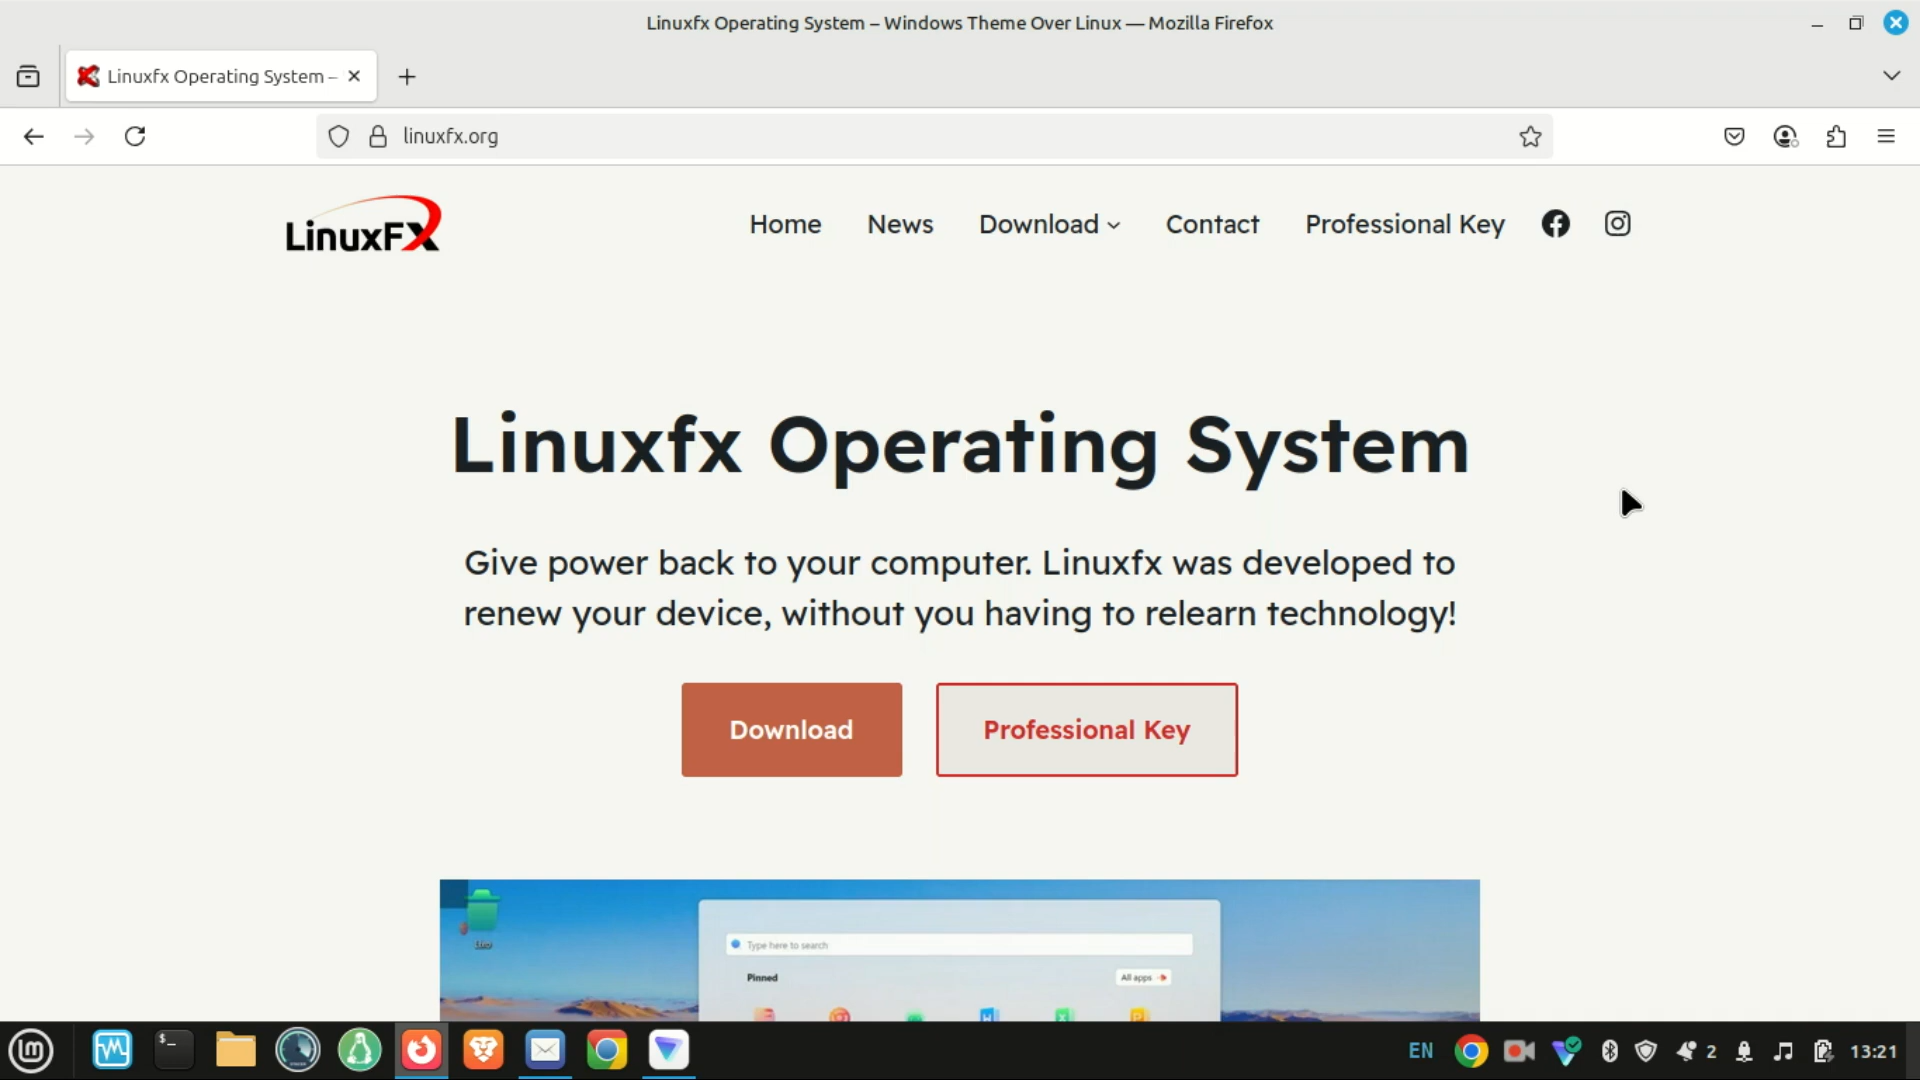 Linuxfx Operating System – Windows Theme Over Linux — Mozilla Firefox
Linuxfx Operating System –
linuxfx.org
LinuxFX
Home
News
Download
Contact
Professional Key
Linuxfx Operating System
Give power back to your computer. Linuxfx was developed to
renew your device, without you having to relearn technology!
Download
Professional Key
Type here to search
Pinned
All apps
EN
2
13:21